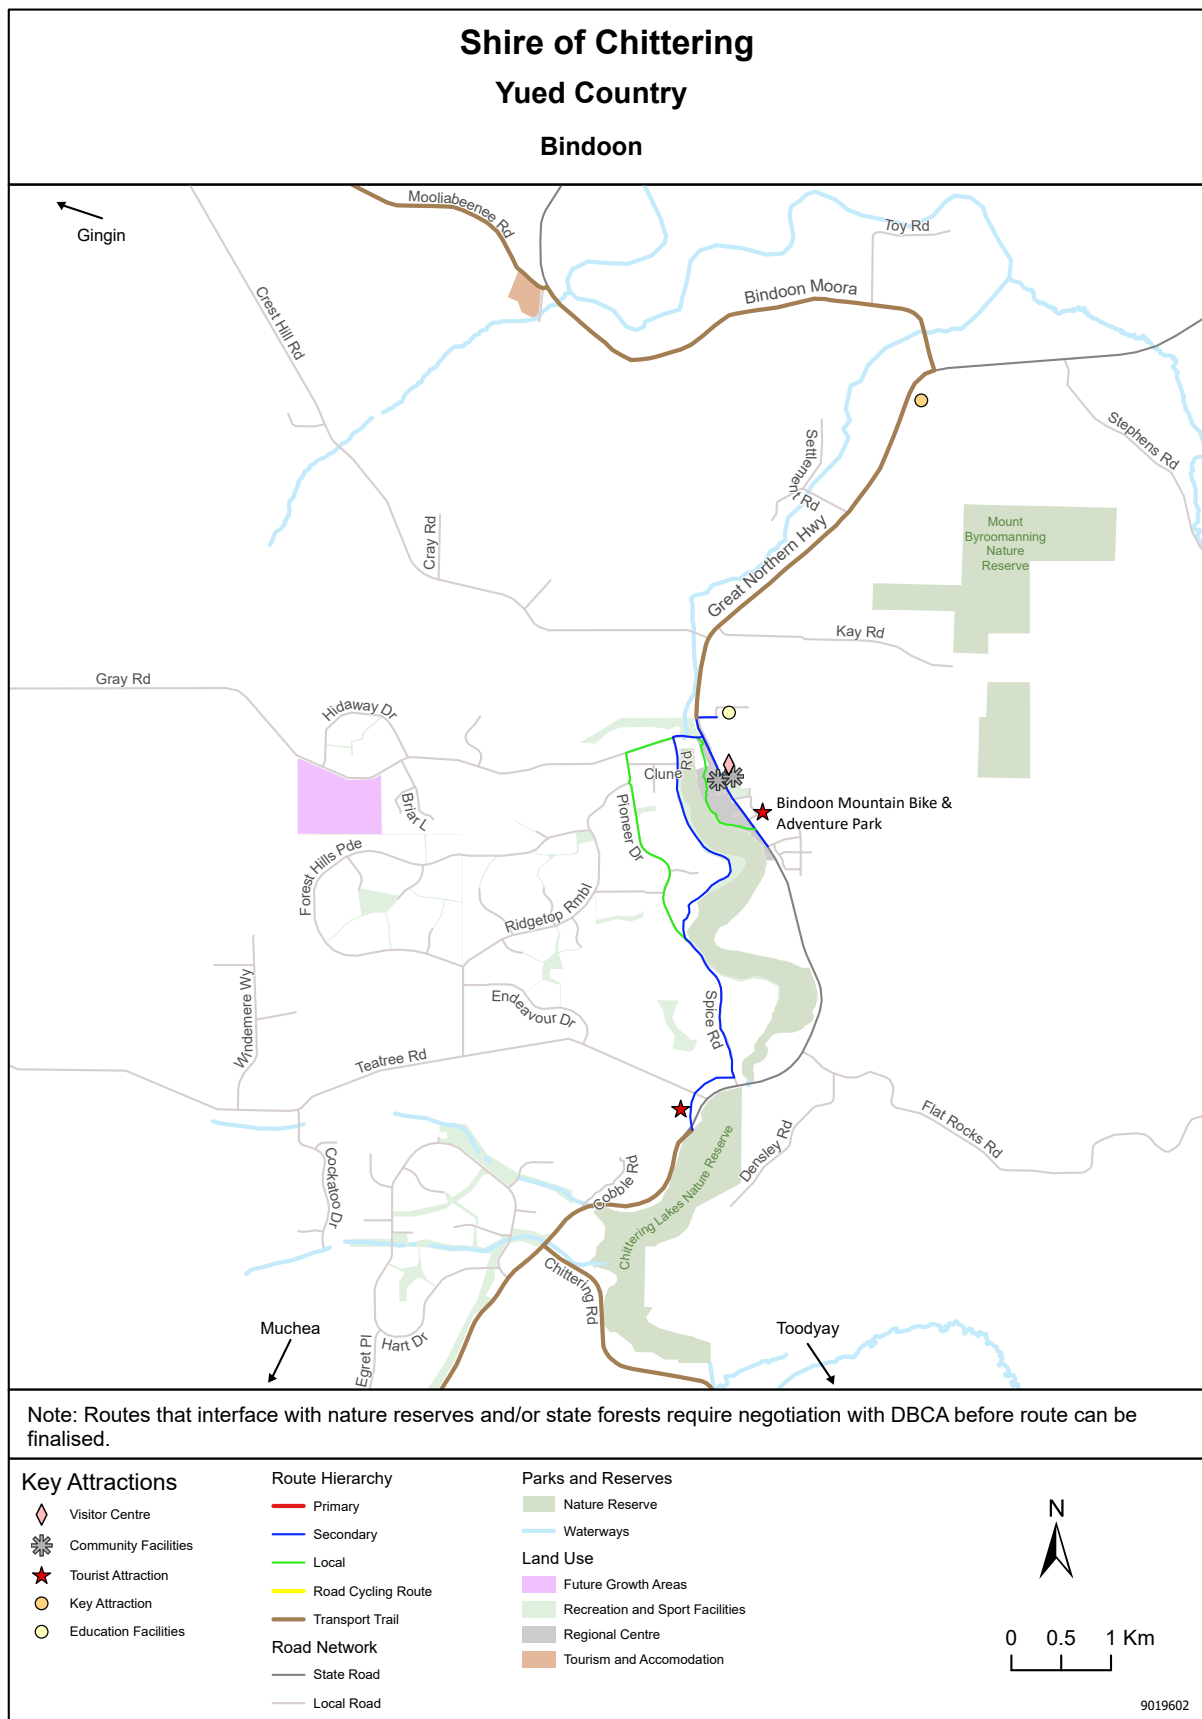 Shire of Chittering
Yued Country
Bindoon
Gingin
Mooliabeenee Rd
Toy Rd
Bindoon Moora
Crest Hill Rd
Stephens Rd
Settlement Rd
Cray Rd
Great Northern Hwy
Mount
Byroomanning
Nature
Reserve
Kay Rd
Gray Rd
Hidaway Dr
Clune
Rd
Briar L
Pioneer Dr
Bindoon Mountain Bike &
Adventure Park
Forest Hills Pde
Ridgetop Rmbl
Windemere Wy
Endeavour Dr
Spice Rd
Teatree Rd
Flat Rocks Rd
Densley Rd
Cockatoo Dr
Cobble Rd
Chittering Lakes Nature Reserve
Chittering Rd
Muchea
Toodyay
Egret Pl
Hart Dr
Note: Routes that interface with nature reserves and/or state forests require negotiation with DBCA before route can be
finalised.
Key Attractions
Visitor Centre
Community Facilities
Tourist Attraction
Key Attraction
Education Facilities
Route Hierarchy
Primary
Secondary
Local
Road Cycling Route
Transport Trail
Road Network
State Road
Local Road
Parks and Reserves
Nature Reserve
Waterways
Land Use
Future Growth Areas
Recreation and Sport Facilities
Regional Centre
Tourism and Accomodation
N
0 0.5 1 Km
9019602